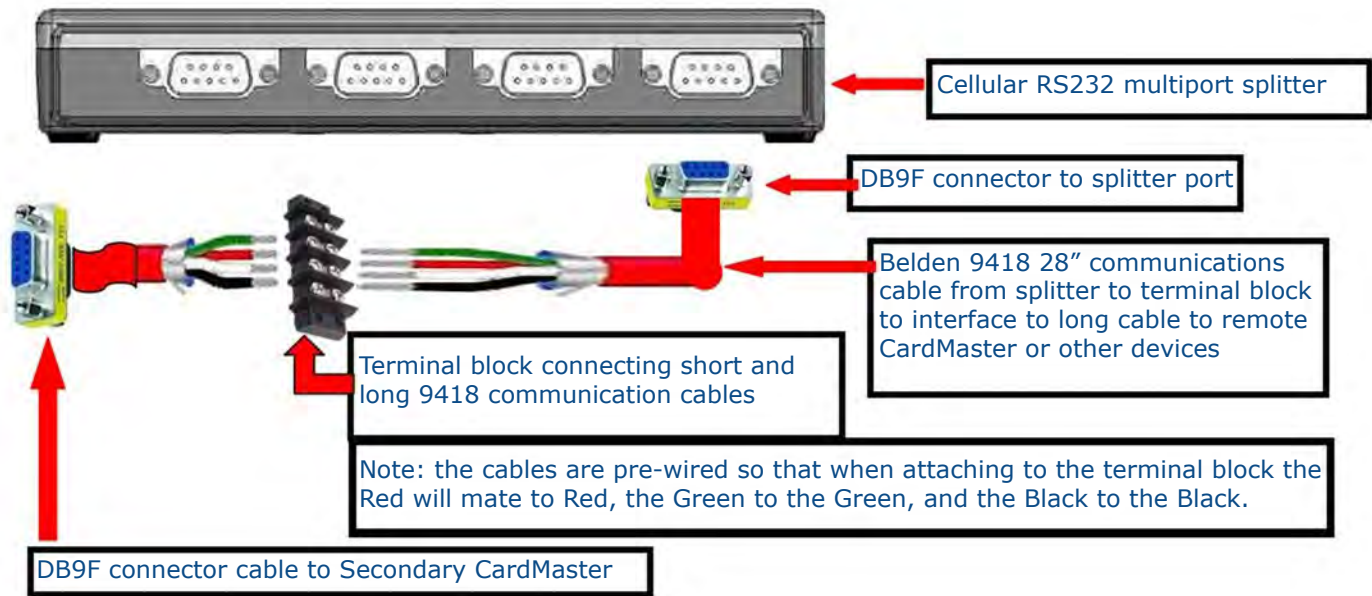 Cellular RS232 multiport splitter
DB9F connector to splitter port
Belden 9418 28” communications
cable from splitter to terminal block
to interface to long cable to remote
CardMaster or other devices
Terminal block connecting short and
long 9418 communication cables
Note: the cables are pre-wired so that when attaching to the terminal block the
Red will mate to Red, the Green to the Green, and the Black to the Black.
DB9F connector cable to Secondary CardMaster